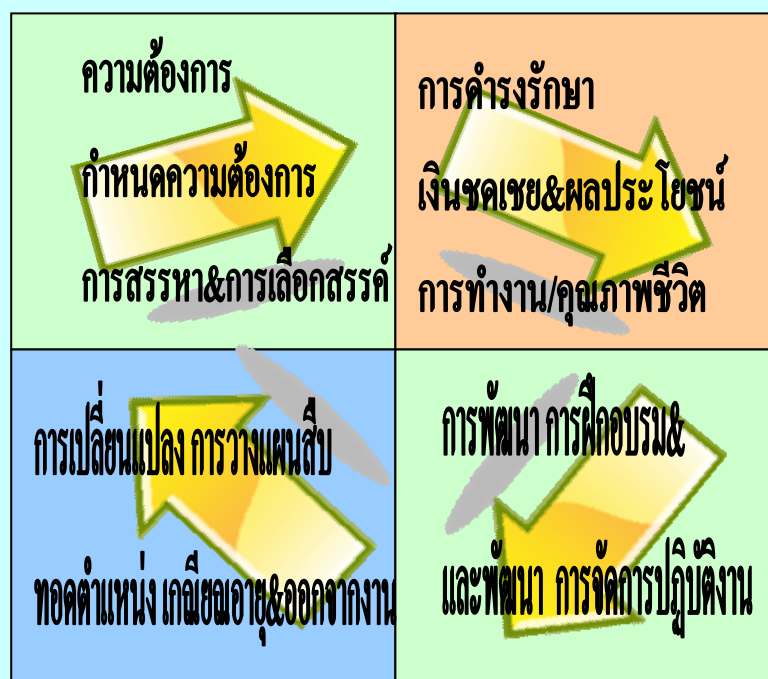 ความต้องการ
กำหนดความต้องการ
การสรรหา&การเลือกสรรค์
การดำรงรักษา
เงินชดเชย&ผลประโยชน์
การทำงาน/คุณภาพชีวิต
การเปลี่ยนแปลง การวางแผนสืบ
ทอดตำแหน่ง เกณียณอายุ&ออกจากงาน
การพัฒนา การฝึกอบรม&
และพัฒนา การจัดการปฎิบัติงาน